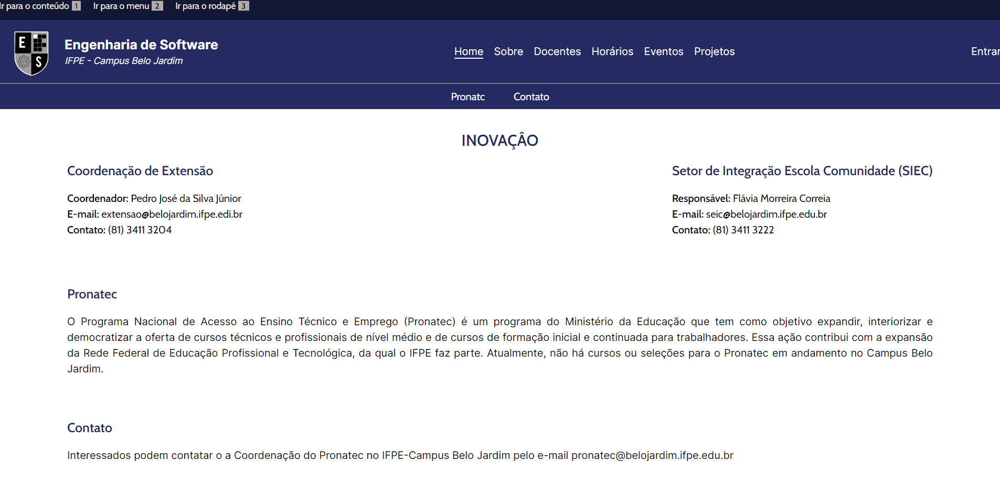 Ir para o conteúdo 1 Ir para o menu 2 Ir para o rodapé 3
E S
Engenharia de Software
IFPE - Campus Belo Jardim
Home Sobre Docentes Horários Eventos Projetos Entrar
Pronatc Contato
INOVAÇÂO
Coordenação de Extensão
Coordenador: Pedro José da Silva Júnior
E-mail: extensao@belojardim.ifpe.edi.br
Contato: (81) 3411 3204
Setor de Integração Escola Comunidade (SIEC)
Responsável: Flávia Morreira Correia
E-mail: seic@belojardim.ifpe.edu.br
Contato: (81) 3411 3222
Pronatec
O Programa Nacional de Acesso ao Ensino Técnico e Emprego (Pronatec) é um programa do Ministério da Educação que tem como objetivo expandir, interiorizar e
democratizar a oferta de cursos técnicos e profissionais de nível médio e de cursos de formação inicial e continuada para trabalhadores. Essa ação contribui com a expansão
da Rede Federal de Educação Profissional e Tecnológica, da qual o IFPE faz parte. Atualmente, não há cursos ou seleções para o Pronatec em andamento no Campus Belo
Jardim.
Contato
Interessados podem contatar o a Coordenação do Pronatec no IFPE-Campus Belo Jardim pelo e-mail pronatec@belojardim.ifpe.edu.br